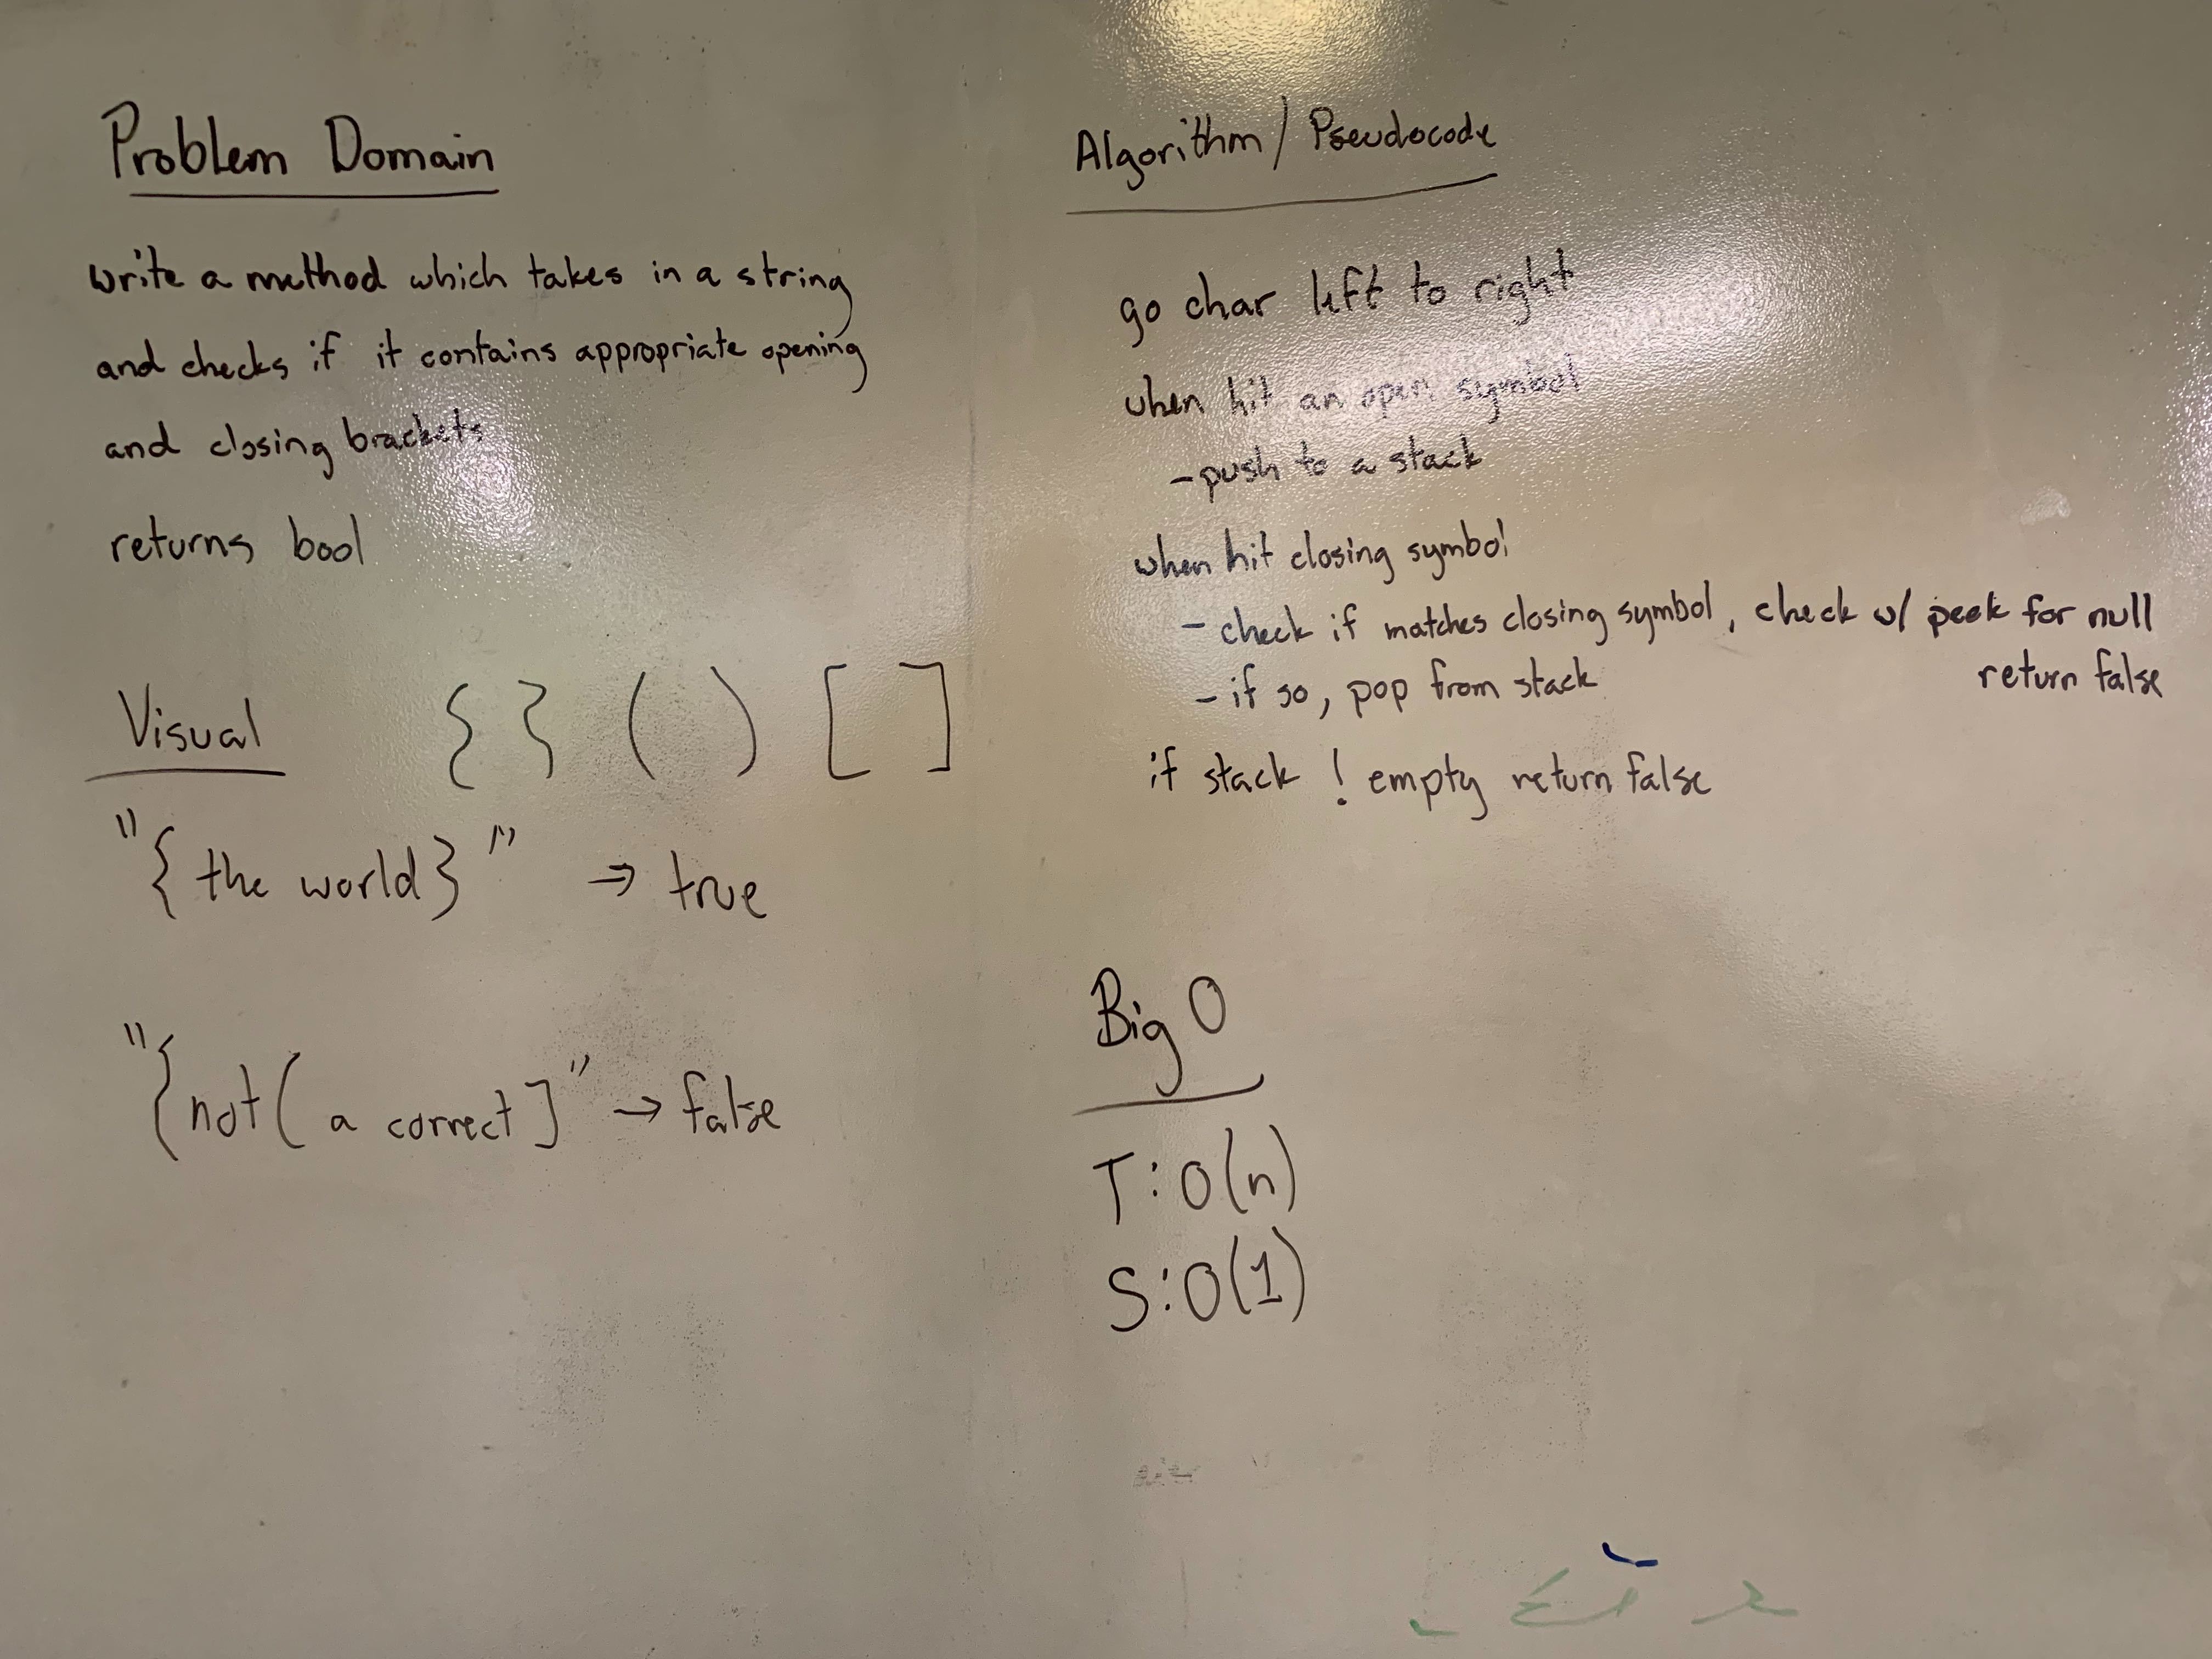 Problem Domain
write a method which takes in a string
and checks if it contains appropriate opening
and closing brackets
returns bool
Visual { } ( ) [ ]
"{ the world}" → true
"{not( a correct]" → false
Algorithm / Pseudocode
go char left to right
when hit an open symbol
- push to a stack
when hit closing symbol
- check if matches closing symbol, check w/ peek for null
return false
- if so, pop from stack
if stack ! empty return false
Big O
T: O(n)
S: O(1)